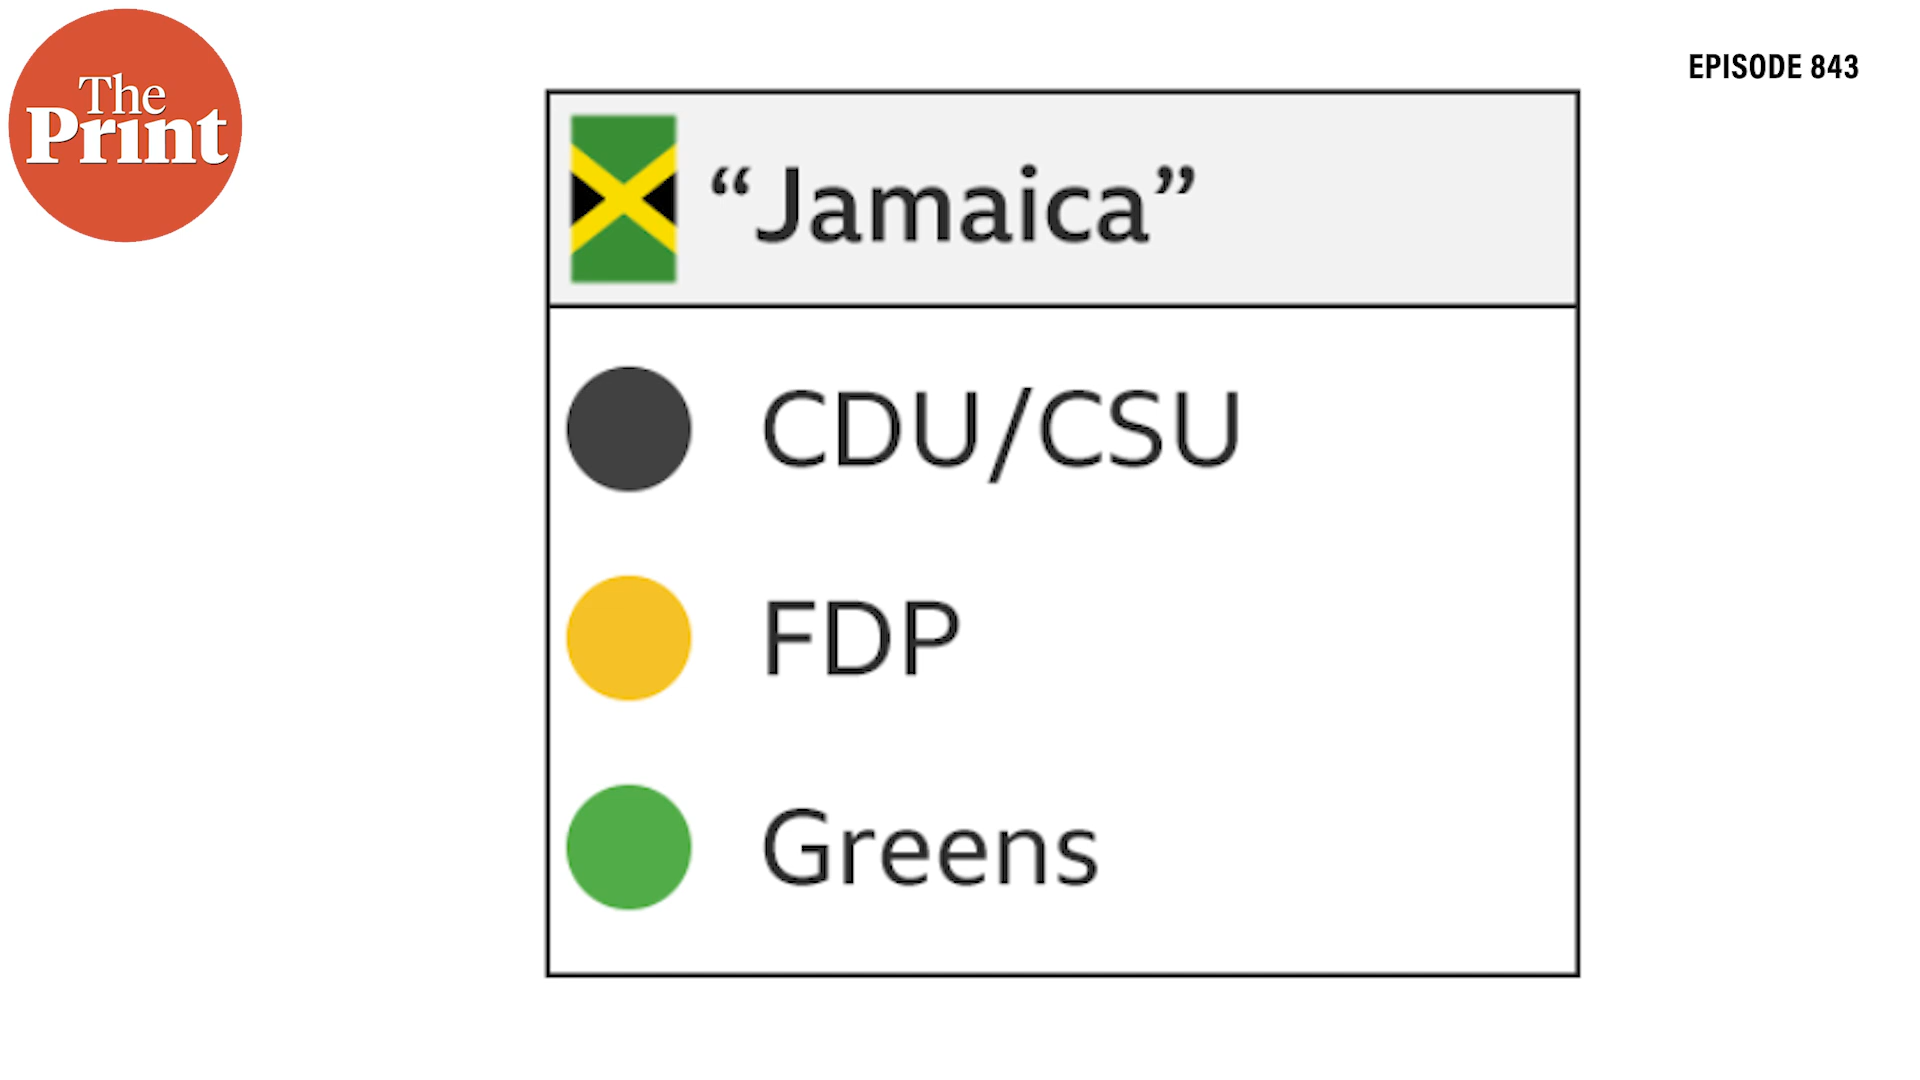 The
Print
EPISODE 843
“Jamaica”
CDU/CSU
FDP
Greens